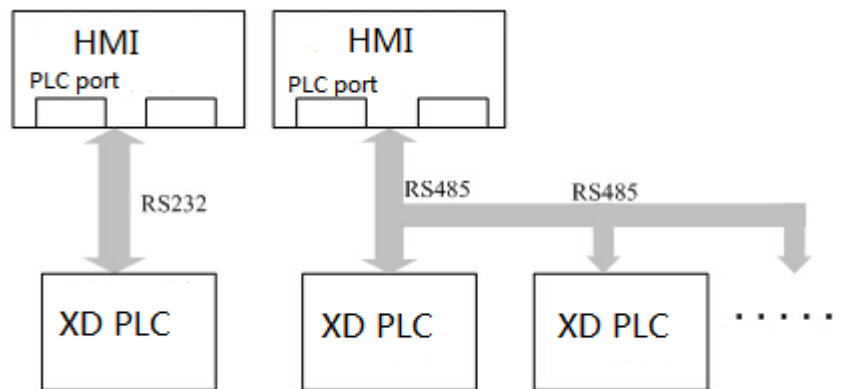 HMI
PLC port
HMI
PLC port
RS232
RS485
RS485
XD PLC
XD PLC
XD PLC
.....